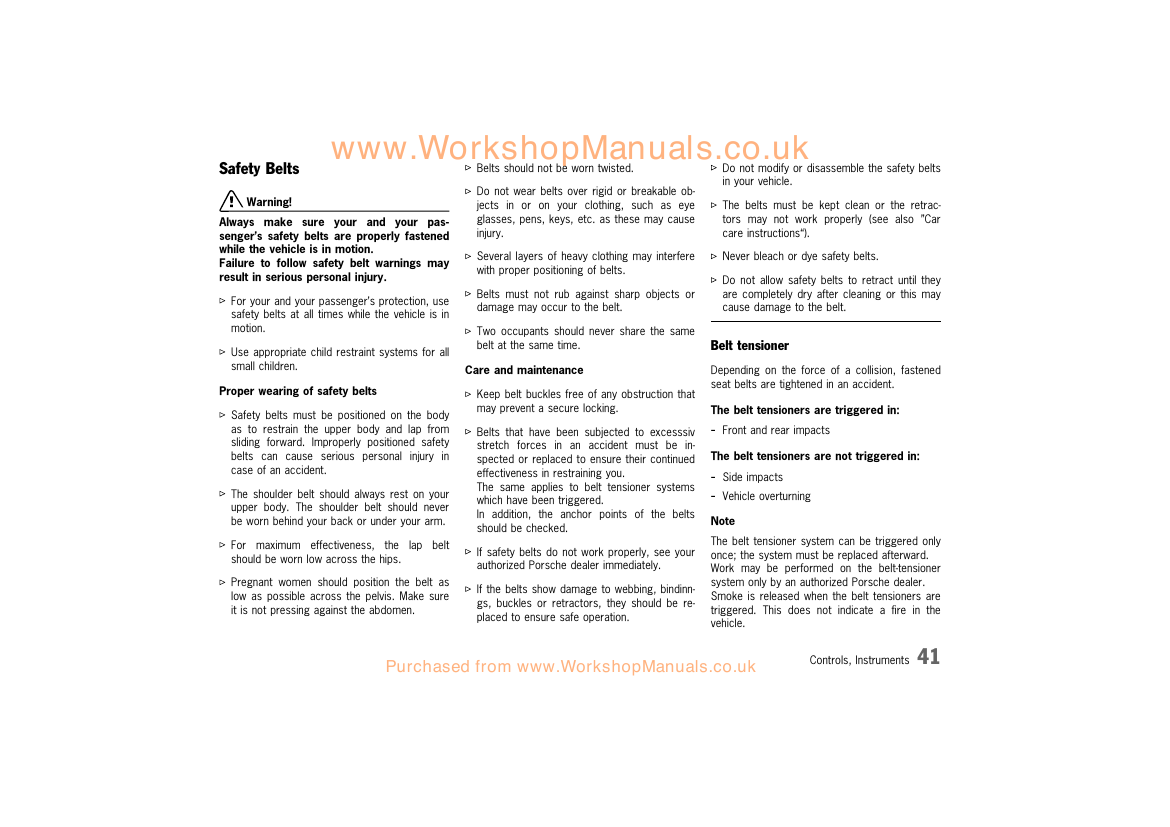 www.WorkshopManuals.co.uk
Safety Belts
Warning!
Always make sure your and your pas-
senger's safety belts are properly fastened
while the vehicle is in motion.
Failure to follow safety belt warnings may
result in serious personal injury.
▷ For your and your passenger's protection, use
safety belts at all times while the vehicle is in
motion.
▷ Use appropriate child restraint systems for all
small children.
Proper wearing of safety belts
▷ Safety belts must be positioned on the body
as to restrain the upper body and lap from
sliding forward. Improperly positioned safety
belts can cause serious personal injury in
case of an accident.
▷ The shoulder belt should always rest on your
upper body. The shoulder belt should never
be worn behind your back or under your arm.
▷ For maximum effectiveness, the lap belt
should be worn low across the hips.
▷ Pregnant women should position the belt as
low as possible across the pelvis. Make sure
it is not pressing against the abdomen.
▷ Belts should not be worn twisted.
▷ Do not wear belts over rigid or breakable ob-
jects in or on your clothing, such as eye
glasses, pens, keys, etc. as these may cause
injury.
▷ Several layers of heavy clothing may interfere
with proper positioning of belts.
▷ Belts must not rub against sharp objects or
damage may occur to the belt.
▷ Two occupants should never share the same
belt at the same time.
Care and maintenance
▷ Keep belt buckles free of any obstruction that
may prevent a secure locking.
▷ Belts that have been subjected to excesssiv
stretch forces in an accident must be in-
spected or replaced to ensure their continued
effectiveness in restraining you.
The same applies to belt tensioner systems
which have been triggered.
In addition, the anchor points of the belts
should be checked.
▷ If safety belts do not work properly, see your
authorized Porsche dealer immediately.
▷ If the belts show damage to webbing, bindinn-
gs, buckles or retractors, they should be re-
placed to ensure safe operation.
▷ Do not modify or disassemble the safety belts
in your vehicle.
▷ The belts must be kept clean or the retrac-
tors may not work properly (see also "Car
care instructions“).
▷ Never bleach or dye safety belts.
▷ Do not allow safety belts to retract until they
are completely dry after cleaning or this may
cause damage to the belt.
Belt tensioner
Depending on the force of a collision, fastened
seat belts are tightened in an accident.
The belt tensioners are triggered in:
- Front and rear impacts
The belt tensioners are not triggered in:
- Side impacts
- Vehicle overturning
Note
The belt tensioner system can be triggered only
once; the system must be replaced afterward.
Work may be performed on the belt-tensioner
system only by an authorized Porsche dealer.
Smoke is released when the belt tensioners are
triggered. This does not indicate a fire in the
vehicle.
Controls, Instruments 41
Purchased from www.WorkshopManuals.co.uk